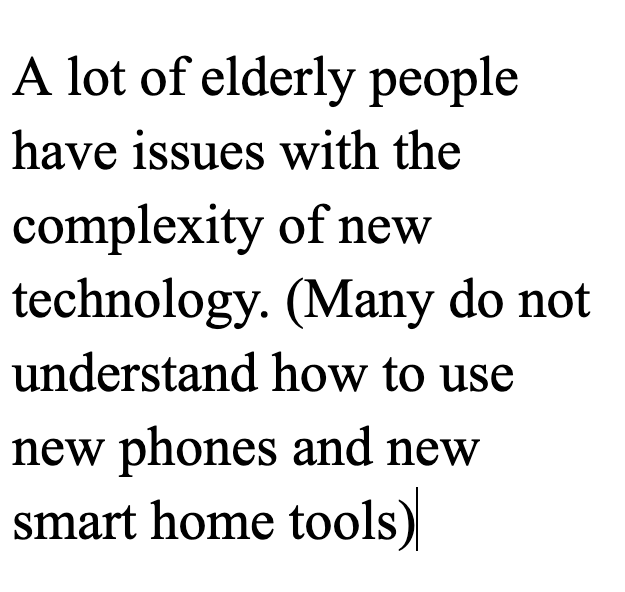 A lot of elderly people
have issues with the
complexity of new
technology. (Many do not
understand how to use
new phones and new
smart home tools)